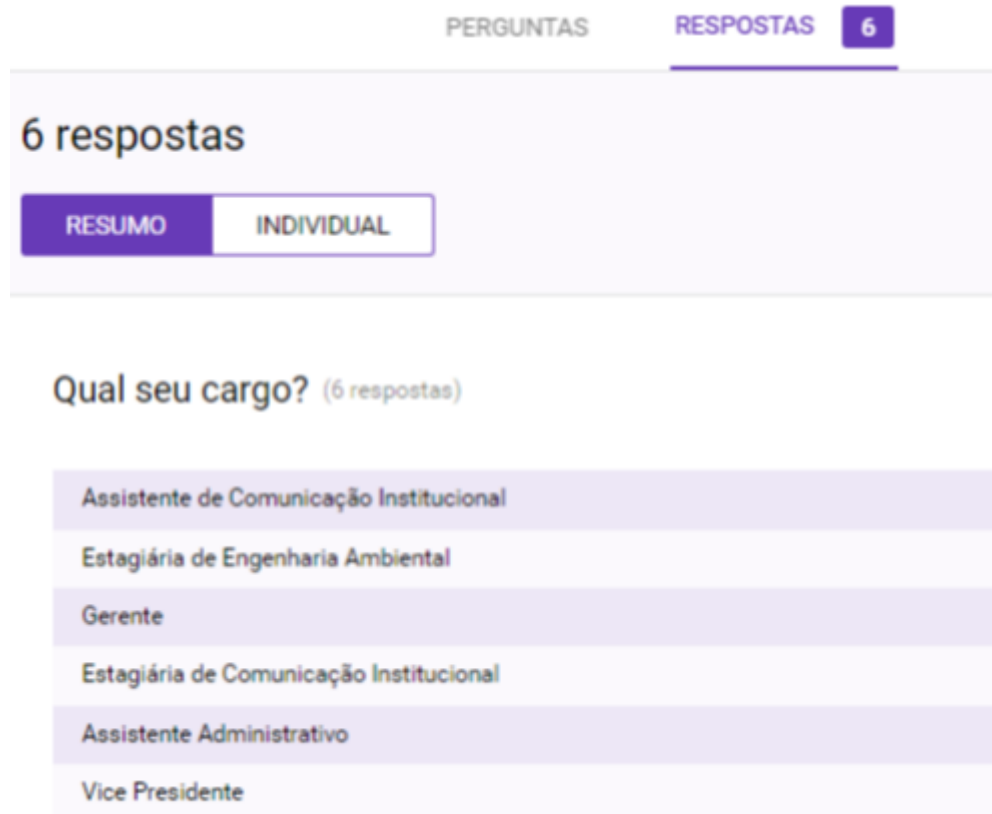 PERGUNTAS RESPOSTAS 6
6 respostas
RESUMO INDIVIDUAL
Qual seu cargo? (6 respostas)
Assistente de Comunicação Institucional
Estagiária de Engenharia Ambiental
Gerente
Estagiária de Comunicação Institucional
Assistente Administrativo
Vice Presidente